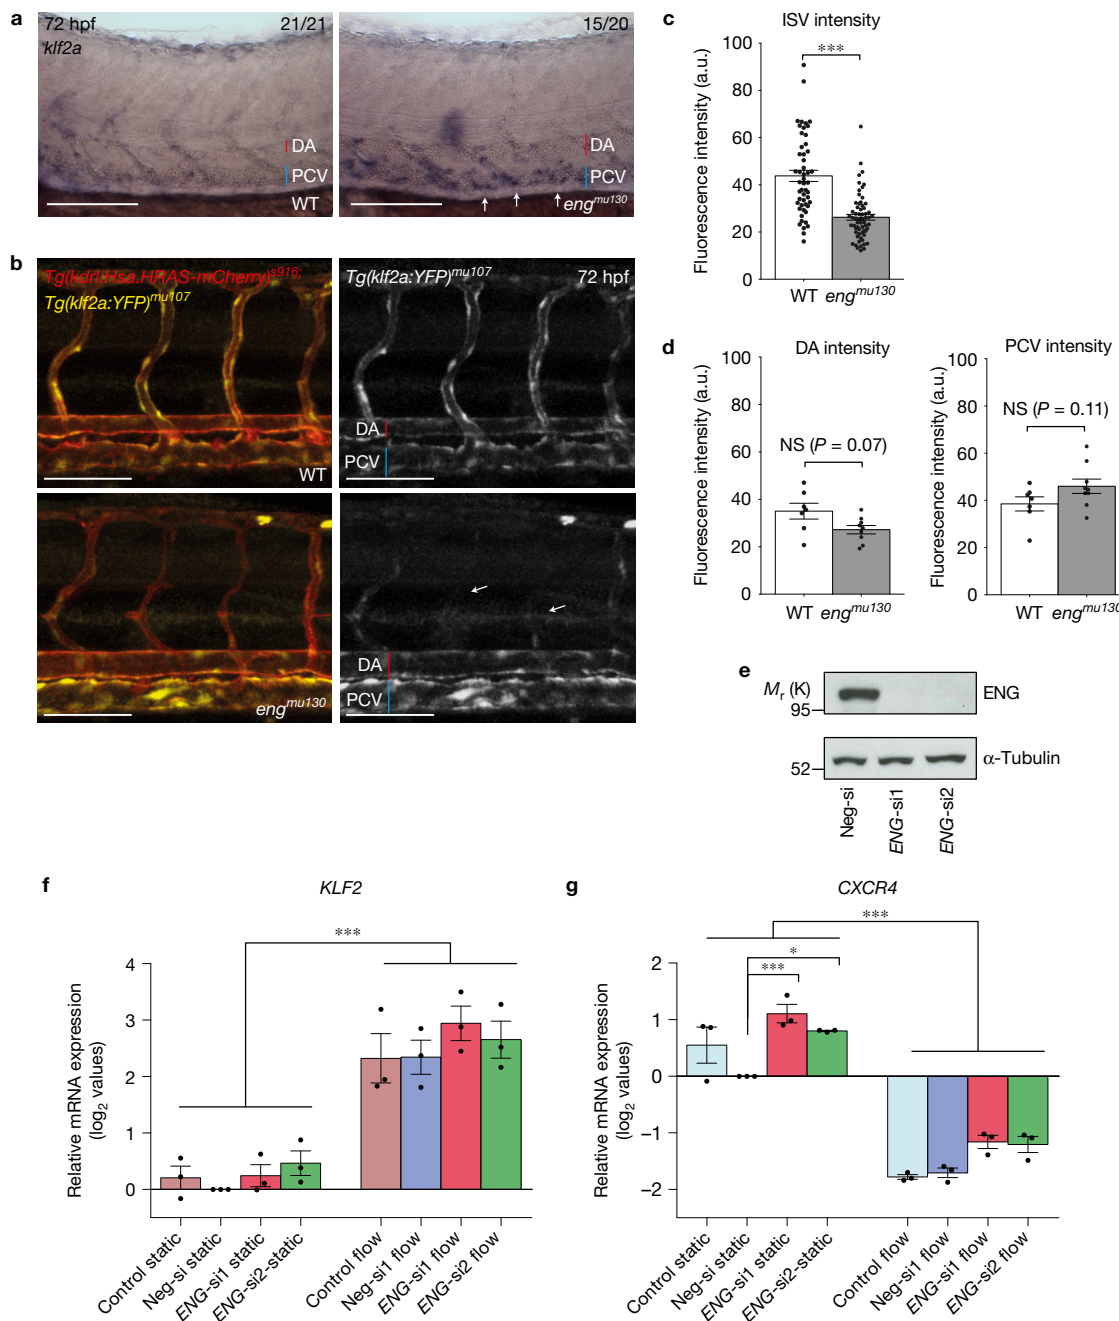 a
72 hpf
21/21
klf2a
DA
PCV
WT
15/20
DA
PCV
eng^mu130
b
Tg(kdrl:Hsa.HRAS-mCherry)^s916;
Tg(klf2a:YFP)^mu107
WT
Tg(klf2a:YFP)^mu107
72 hpf
DA
PCV
eng^mu130
DA
PCV
c
ISV intensity
Fluorescence intensity (a.u.)
100
80
60
40
20
0
***
WT eng^mu130
d
DA intensity
Fluorescence intensity (a.u.)
100
80
60
40
20
0
NS (P = 0.07)
WT eng^mu130
PCV intensity
Fluorescence intensity (a.u.)
100
80
60
40
20
0
NS (P = 0.11)
WT eng^mu130
e
M_r (K)
95
ENG
52
α-Tubulin
Neg-si
ENG-si1
ENG-si2
f
KLF2
Relative mRNA expression
(log₂ values)
4
3
2
1
0
***
Control static
Neg-si static
ENG-si1 static
ENG-si2-static
Control flow
Neg-si1 flow
ENG-si1 flow
ENG-si2 flow
g
CXCR4
Relative mRNA expression
(log₂ values)
2
1
0
−1
−2
***
*
***
Control static
Neg-si static
ENG-si1 static
ENG-si2-static
Control flow
Neg-si1 flow
ENG-si1 flow
ENG-si2 flow